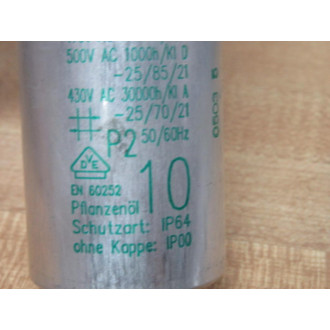 500V AC 1000h/Kl D
-25/85/21
430V AC 30000h/Kl A
-25/70/21
P2 50/60Hz
VDE
EN 60252
10
Pflanzenöl
Schutzart: IP64
ohne Kappe: IP00